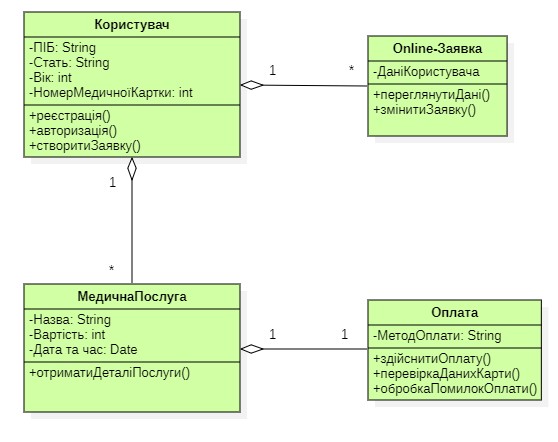 Користувач
-ПІБ: String
-Стать: String
-Вік: int
-НомерМедичноїКартки: int
+реєстрація()
+авторизація()
+створитиЗаявку()
1
*
Online-Заявка
-ДаніКористувача
+переглянутиДані()
+змінитиЗаявку()
1
*
МедичнаПослуга
-Назва: String
-Вартість: int
-Дата та час: Date
+отриматиДеталіПослуги()
1
1
Оплата
-МетодОплати: String
+здійснитиОплату()
+перевіркаДанихКарти()
+обробкаПомилокОплати()